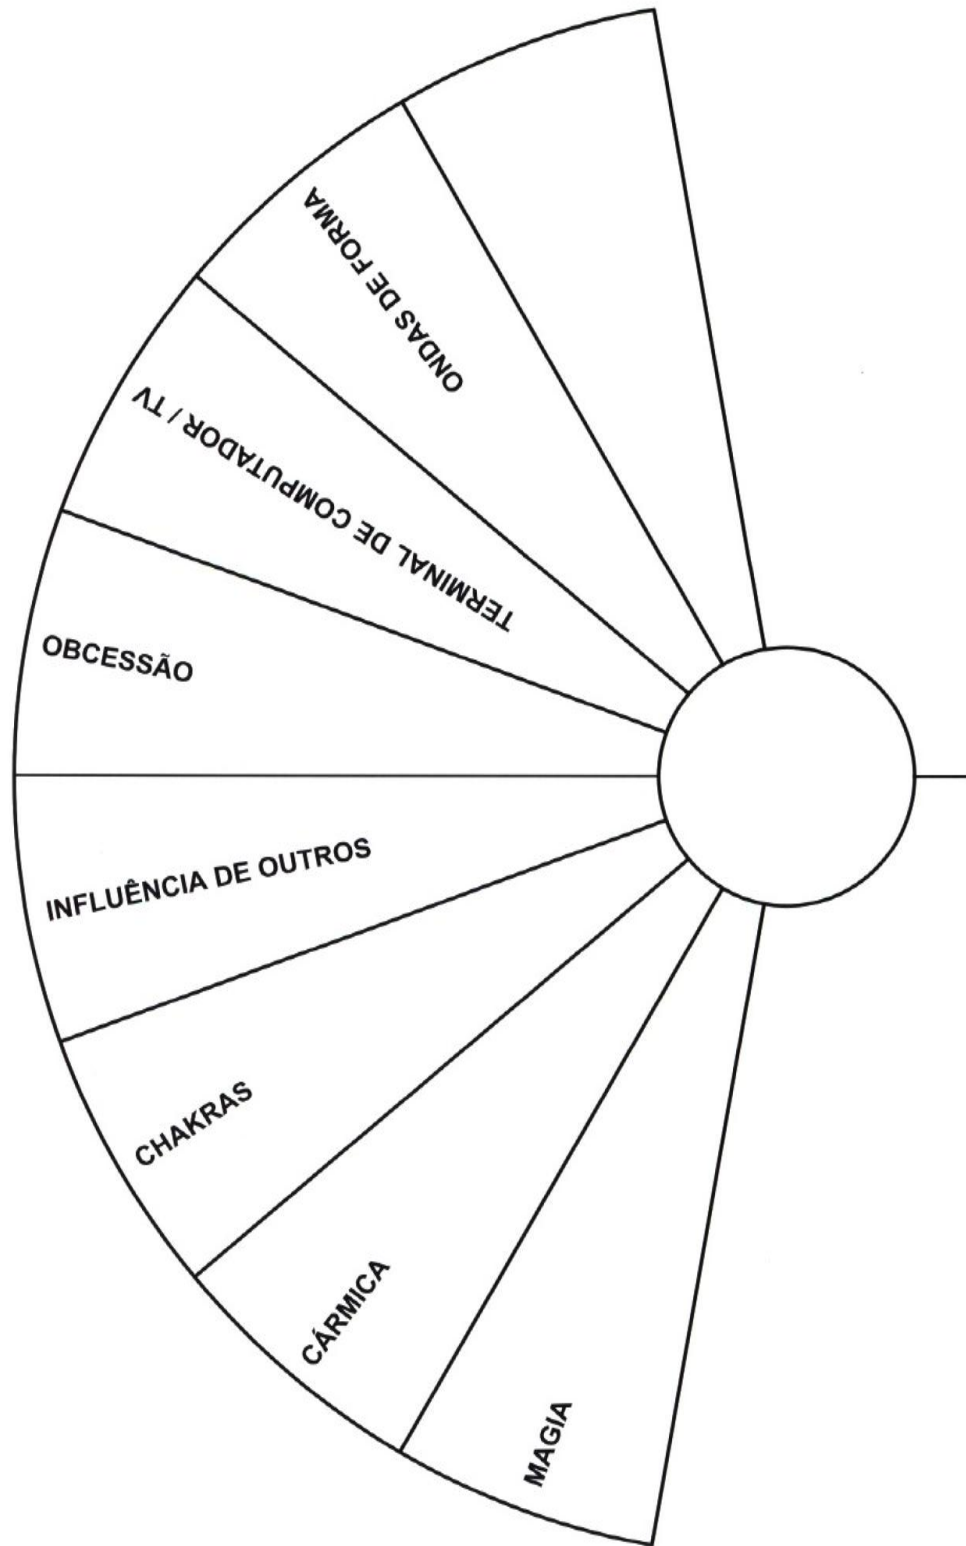 ONDAS DE FORMA
TERMINAL DE COMPUTADOR / TV
OBCESSÃO
INFLUÊNCIA DE OUTROS
CHAKRAS
CÁRMICA
MAGIA